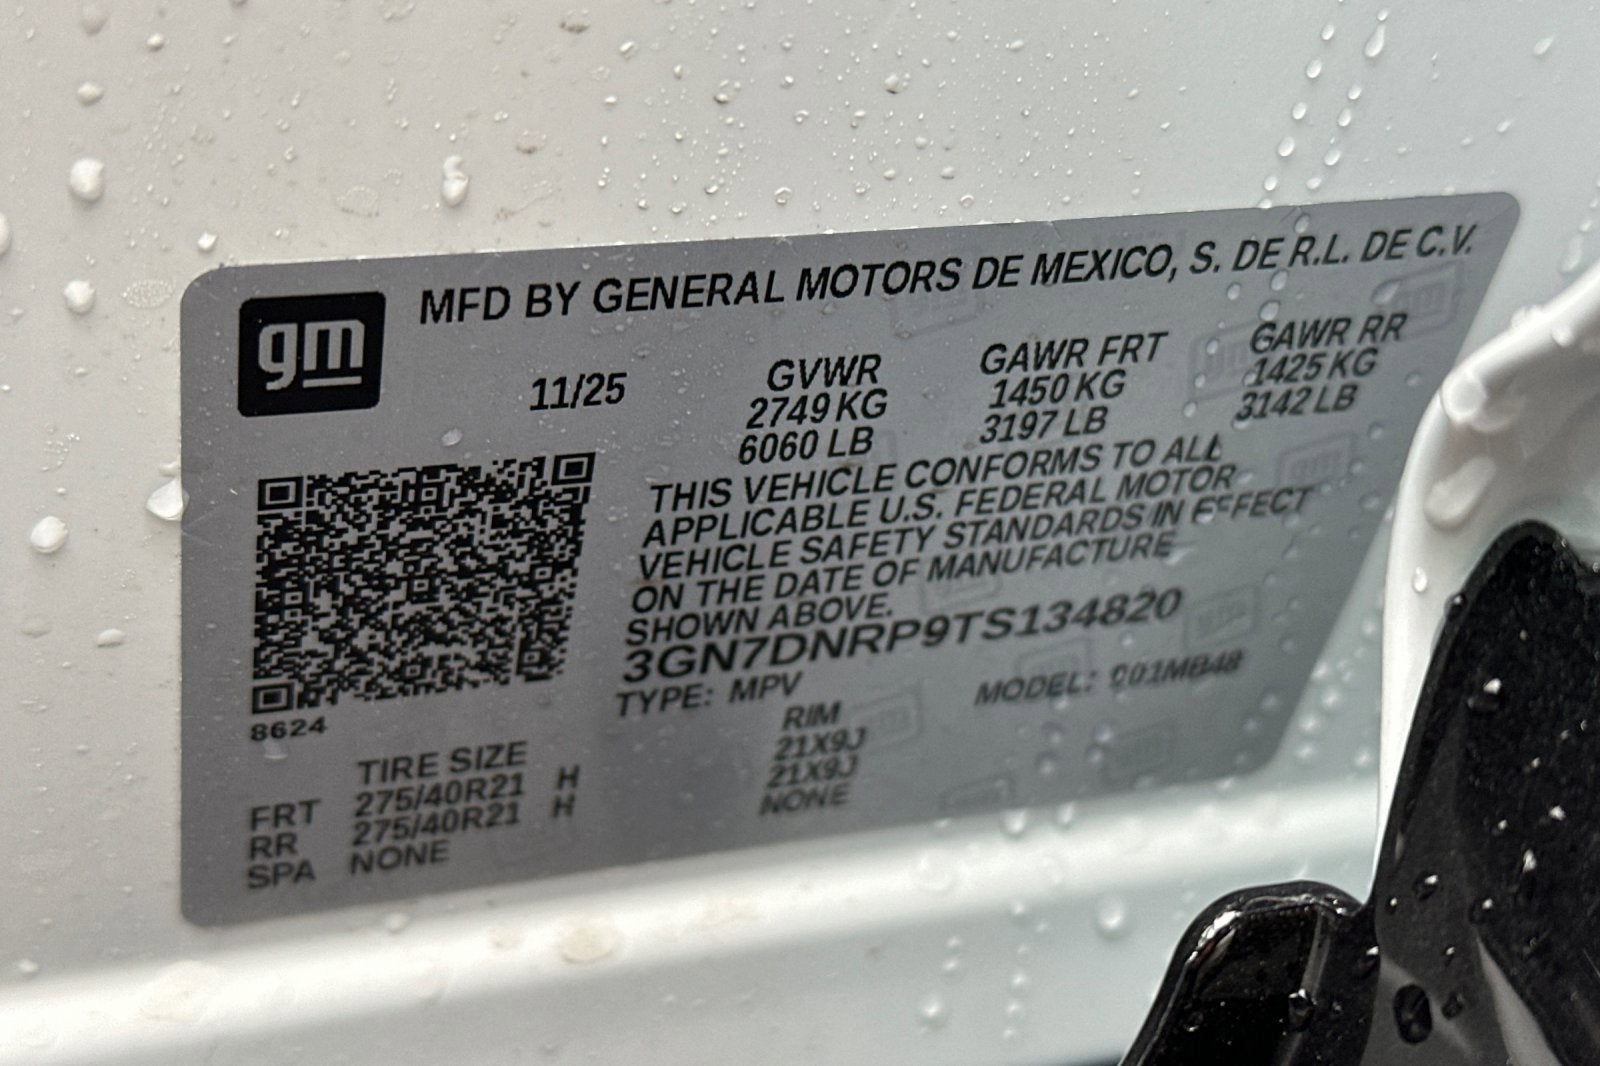 gm
MFD BY GENERAL MOTORS DE MEXICO, S. DE R.L. DE C.V.
11/25 GVWR GAWR FRT GAWR RR
2749 KG 1450 KG 1425 KG
6060 LB 3197 LB 3142 LB
THIS VEHICLE CONFORMS TO ALL
APPLICABLE U.S. FEDERAL MOTOR
VEHICLE SAFETY STANDARDS IN EFFECT
ON THE DATE OF MANUFACTURE
SHOWN ABOVE.
3GN7DNRP9TS134820
TYPE: MPV MODEL:
8624
TIRE SIZE RIM
FRT 275/40R21 H 21X9J
RR 275/40R21 H 21X9J
SPA NONE NONE